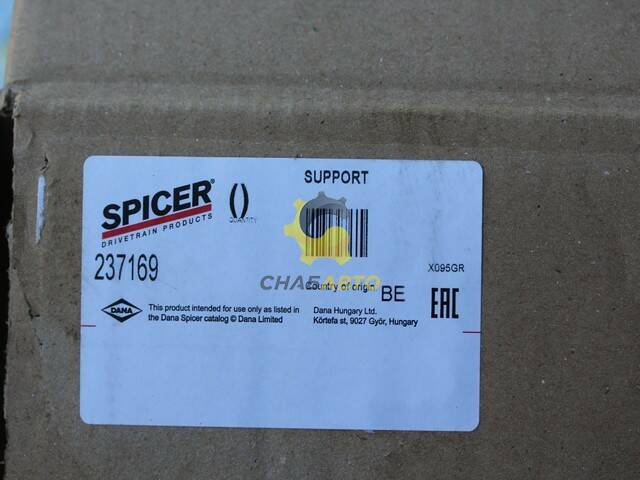 SUPPORT
SPICER®
DRIVETRAIN PRODUCTS
()
QUANTITY
237169
СНАБАВТО
X095GR
Country of origin BE
DANA
This product intended for use only as listed in
the Dana Spicer catalog © Dana Limited
Dana Hungary Ltd.
Körtefa st, 9027 Győr, Hungary
EAC